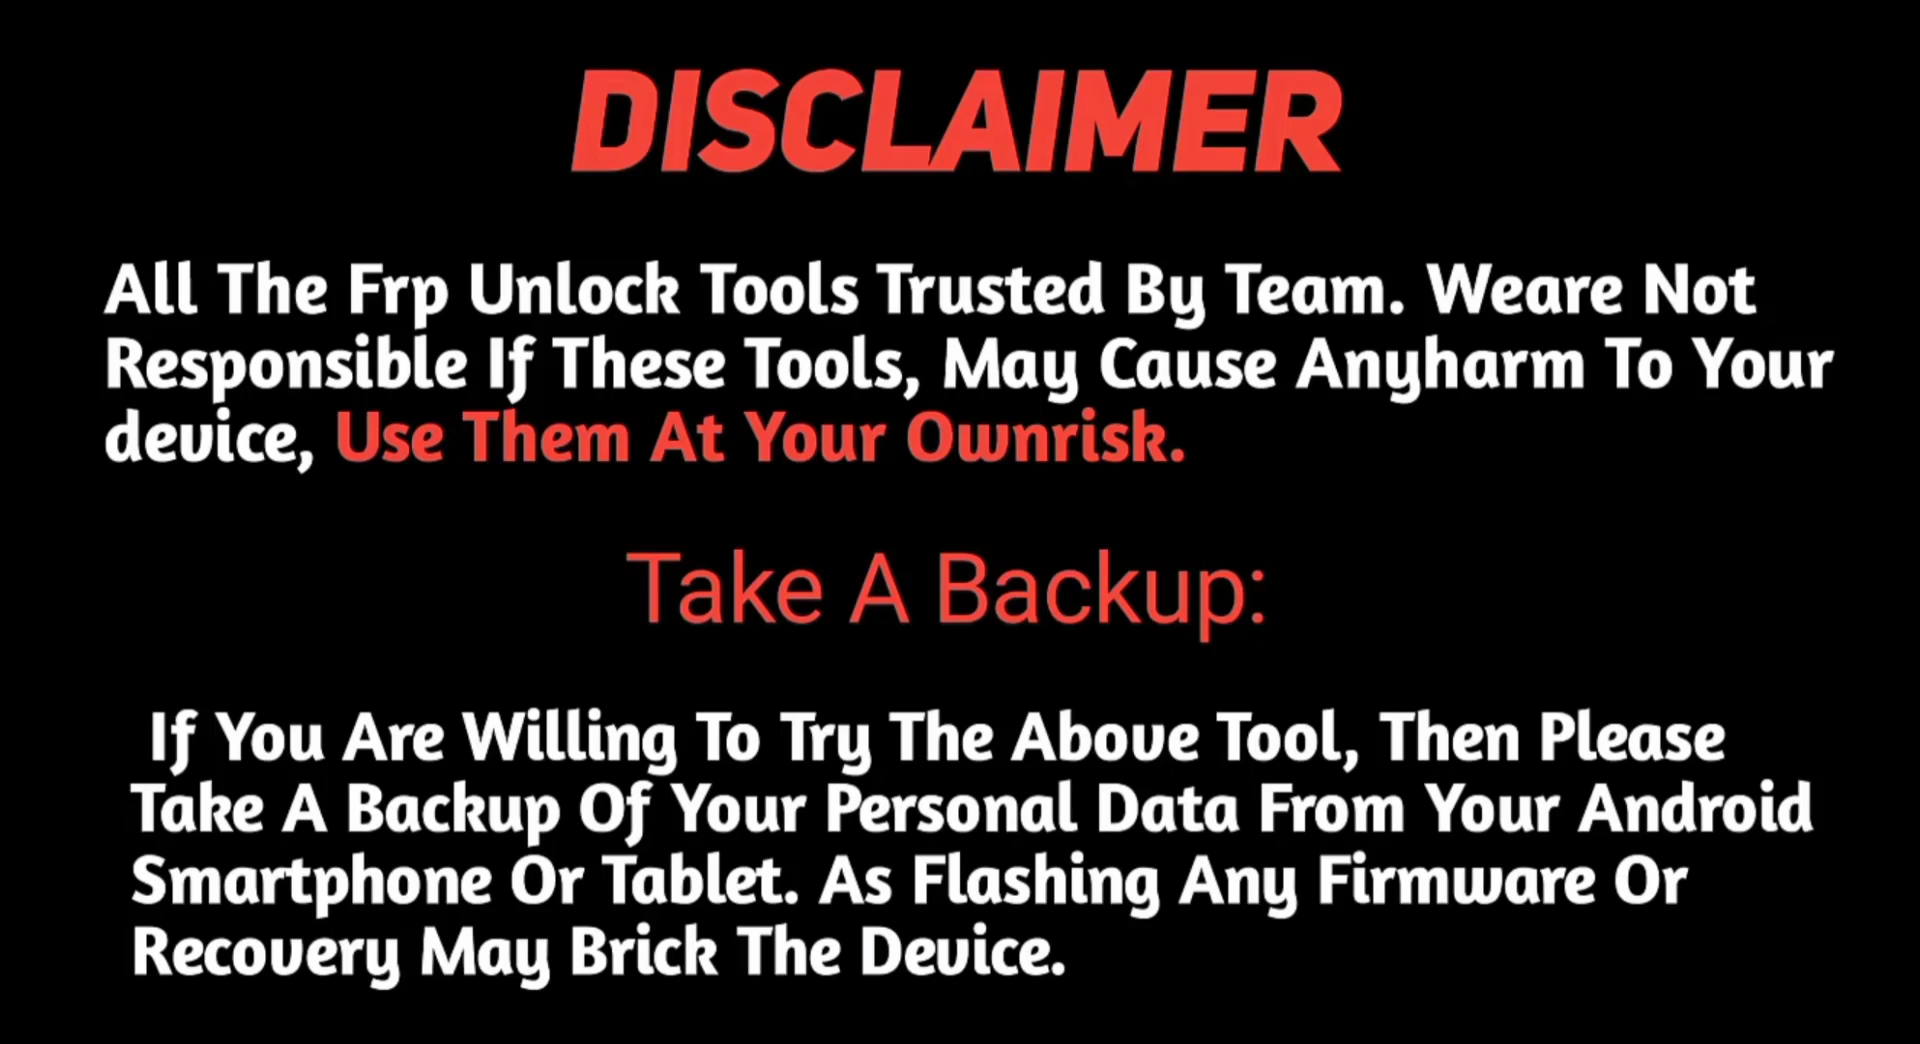 DISCLAIMER
All The Frp Unlock Tools Trusted By Team. Weare Not
Responsible If These Tools, May Cause Anyharm To Your
device, Use Them At Your Ownrisk.
Take A Backup:
If You Are Willing To Try The Above Tool, Then Please
Take A Backup Of Your Personal Data From Your Android
Smartphone Or Tablet. As Flashing Any Firmware Or
Recovery May Brick The Device.